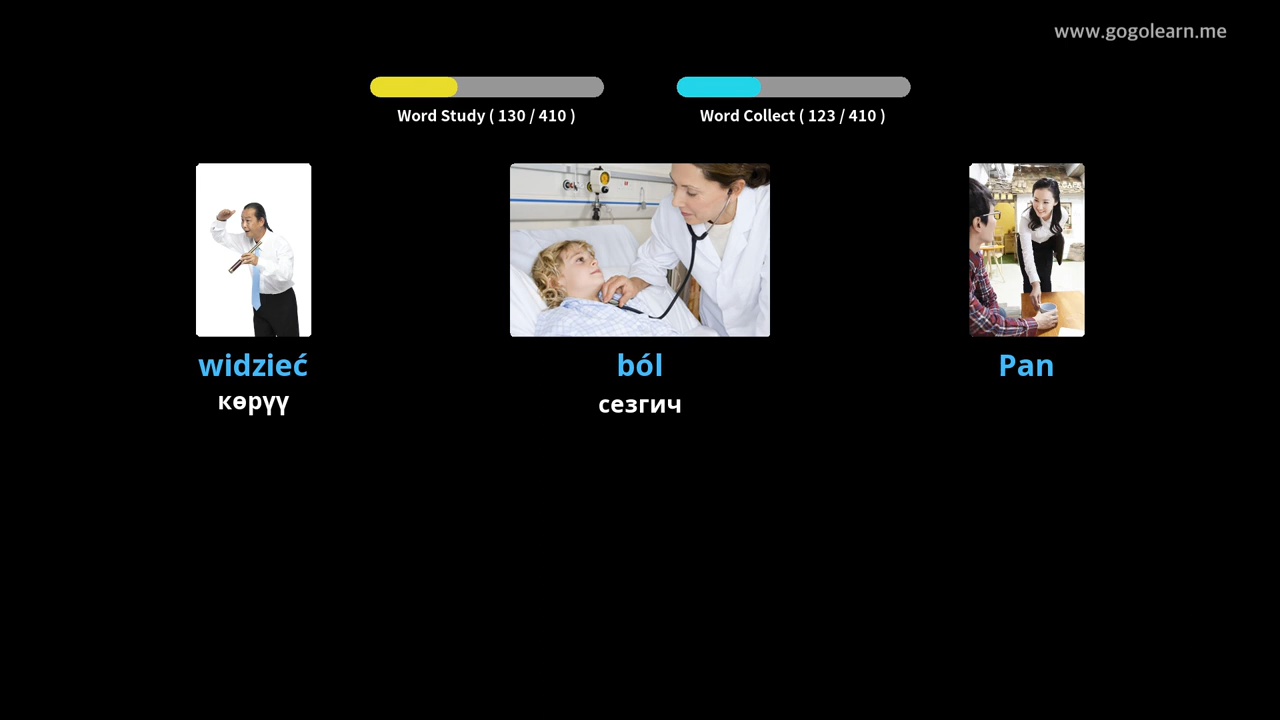 www.gogolearn.me
Word Study ( 130 / 410 )
Word Collect ( 123 / 410 )
widzieć
көрүү
ból
сезгич
Pan